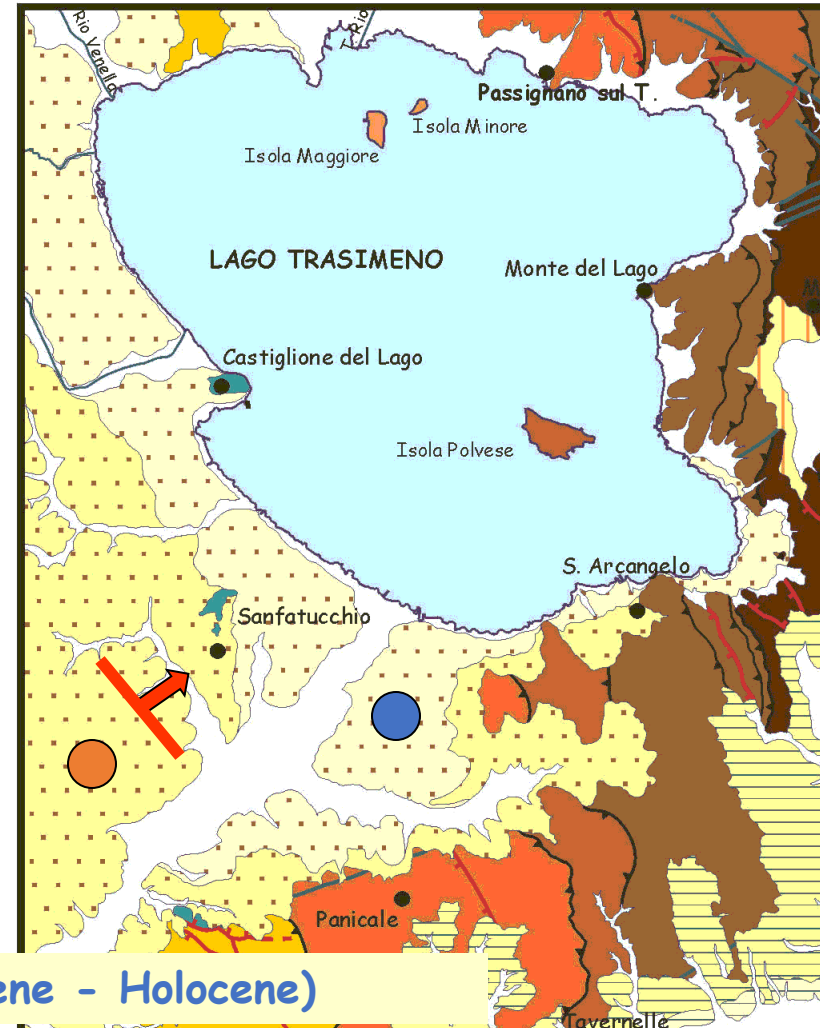 Rio Venella
T. Rio
Passignano sul T.
Isola Minore
Isola Maggiore
LAGO TRASIMENO
Monte del Lago
M
Castiglione del Lago
Isola Polvese
S. Arcangelo
Sanfatucchio
Panicale
ene - Holocene)
Tavernelle